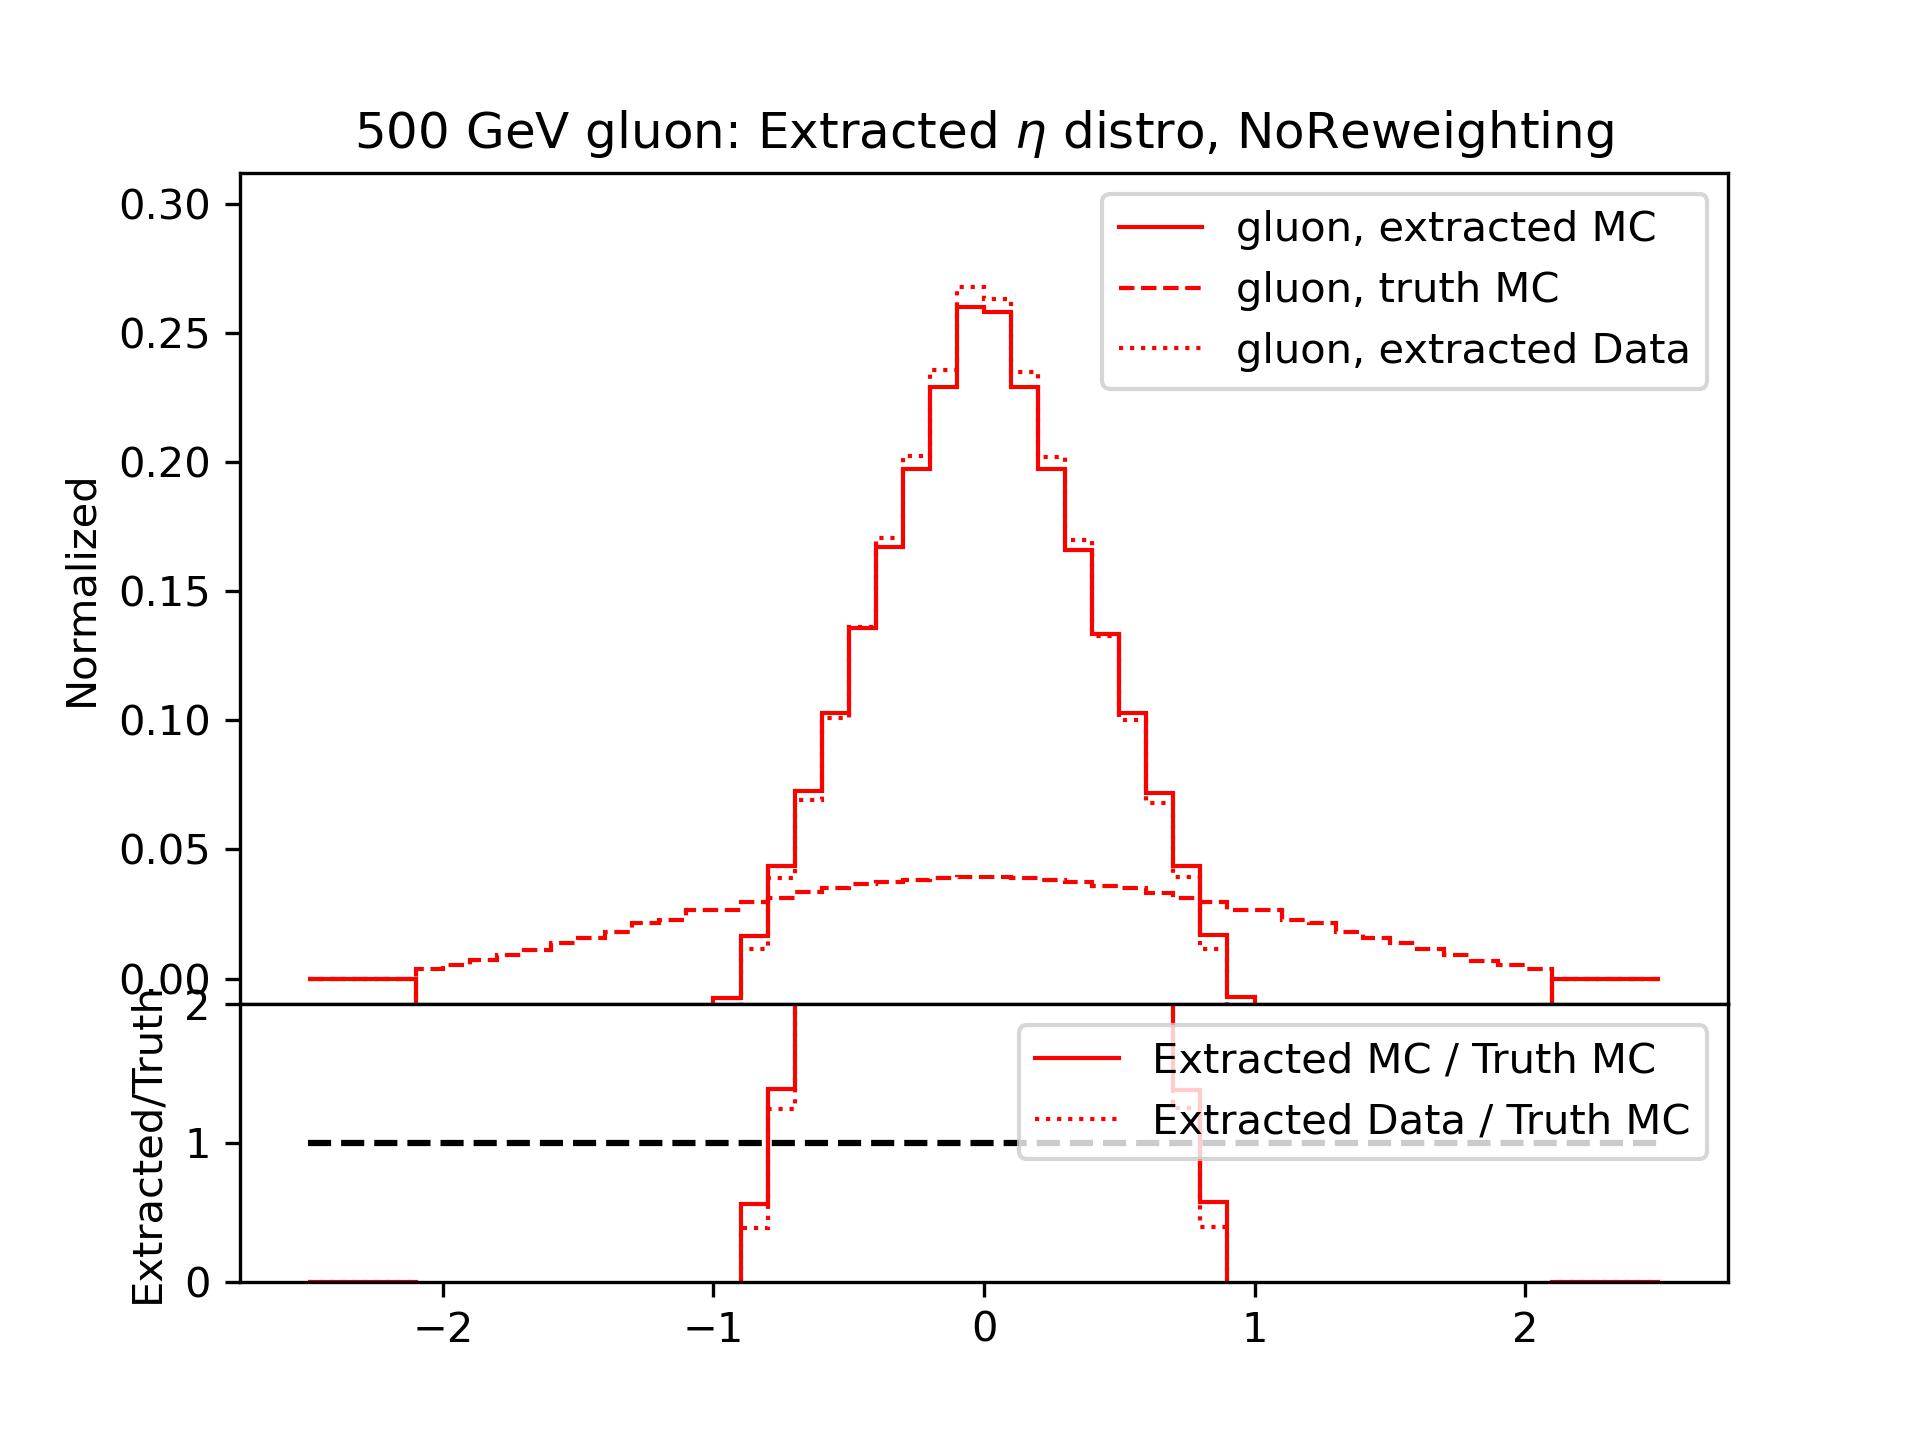 500 GeV gluon: Extracted η distro, NoReweighting
0.30
0.25
0.20
0.15
0.10
0.05
0.00
Normalized
gluon, extracted MC
gluon, truth MC
gluon, extracted Data
2
1
0
Extracted/Truth
Extracted MC / Truth MC
Extracted Data / Truth MC
−2 −1 0 1 2